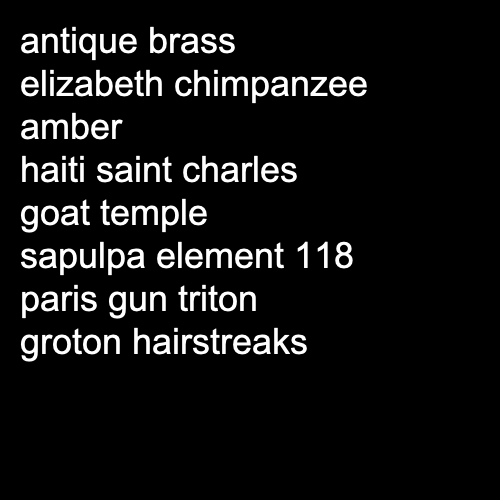 antique brass
elizabeth chimpanzee
amber
haiti saint charles
goat temple
sapulpa element 118
paris gun triton
groton hairstreaks